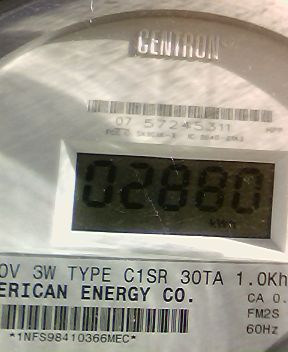 CENTRON
07 57245311
02880
kWh
0V 3W TYPE C1SR 30TA 1.0Kh
ERICAN ENERGY CO.
CA 0.
FM2S
60Hz
*1NFS98410366MEC*